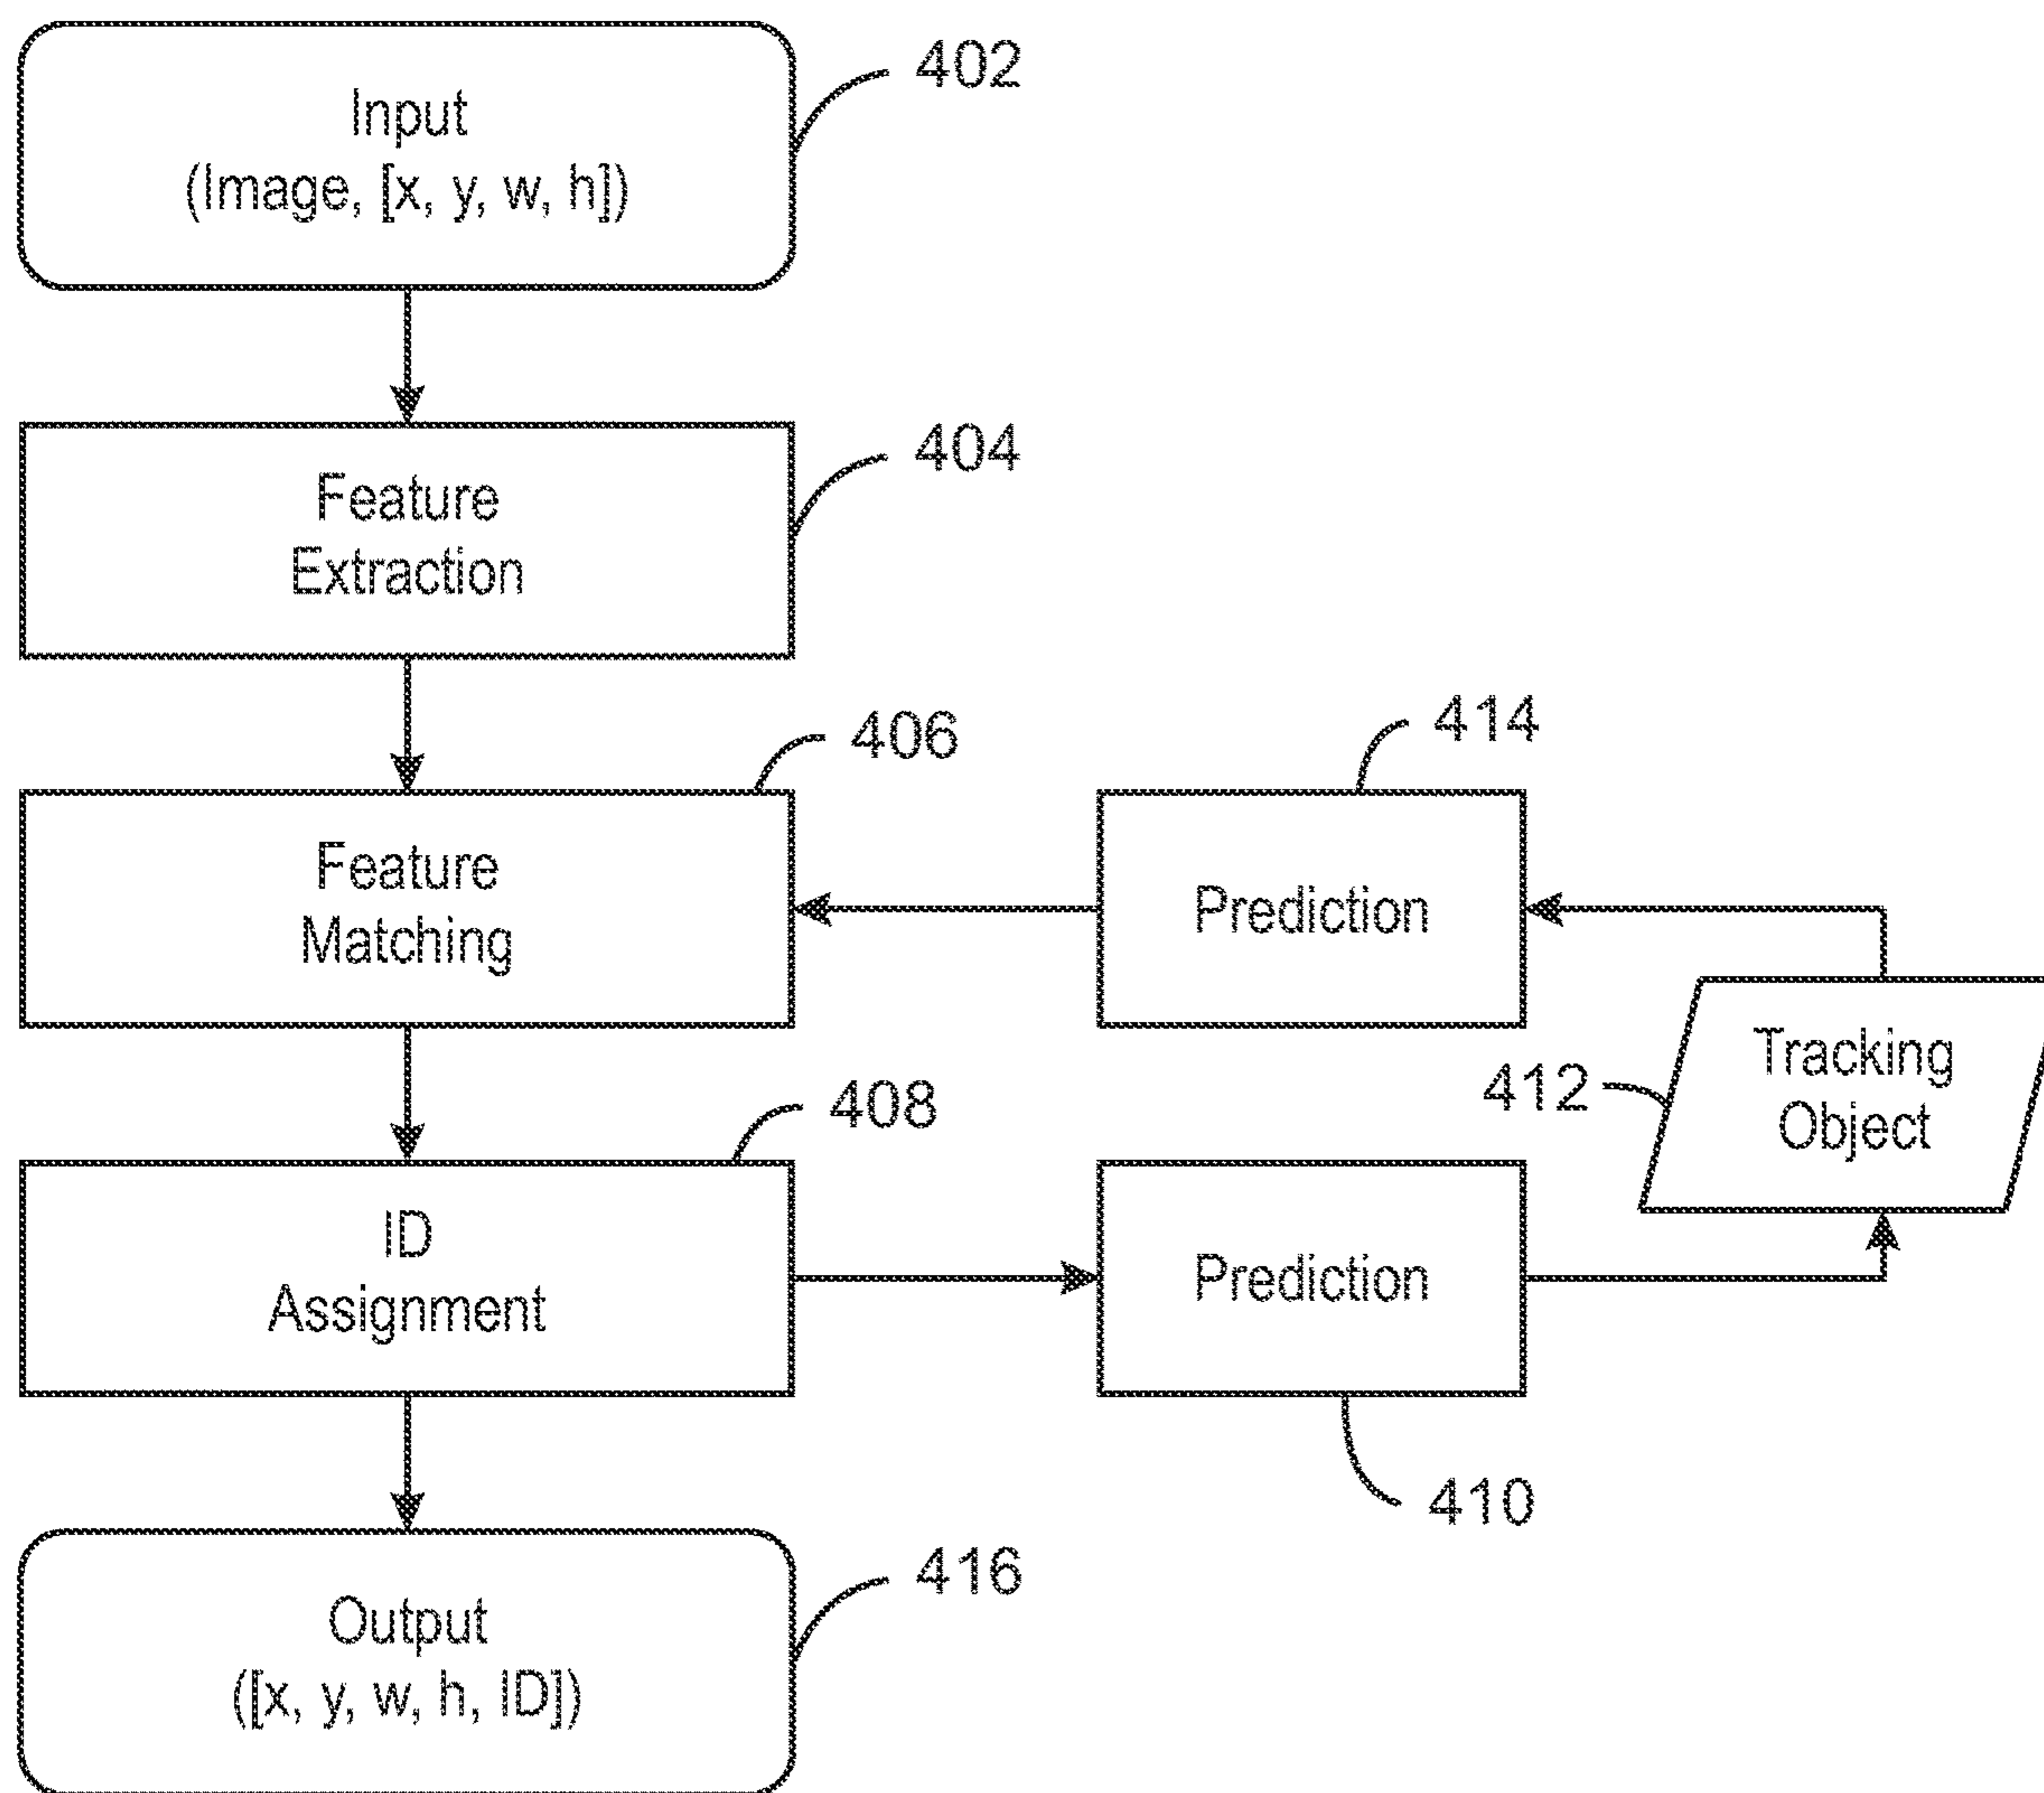 Input
(Image, [x, y, w, h])
402
Feature
Extraction
404
Feature
Matching
406
Prediction
414
Tracking
Object
412
ID
Assignment
408
Prediction
410
Output
([x, y, w, h, ID])
416